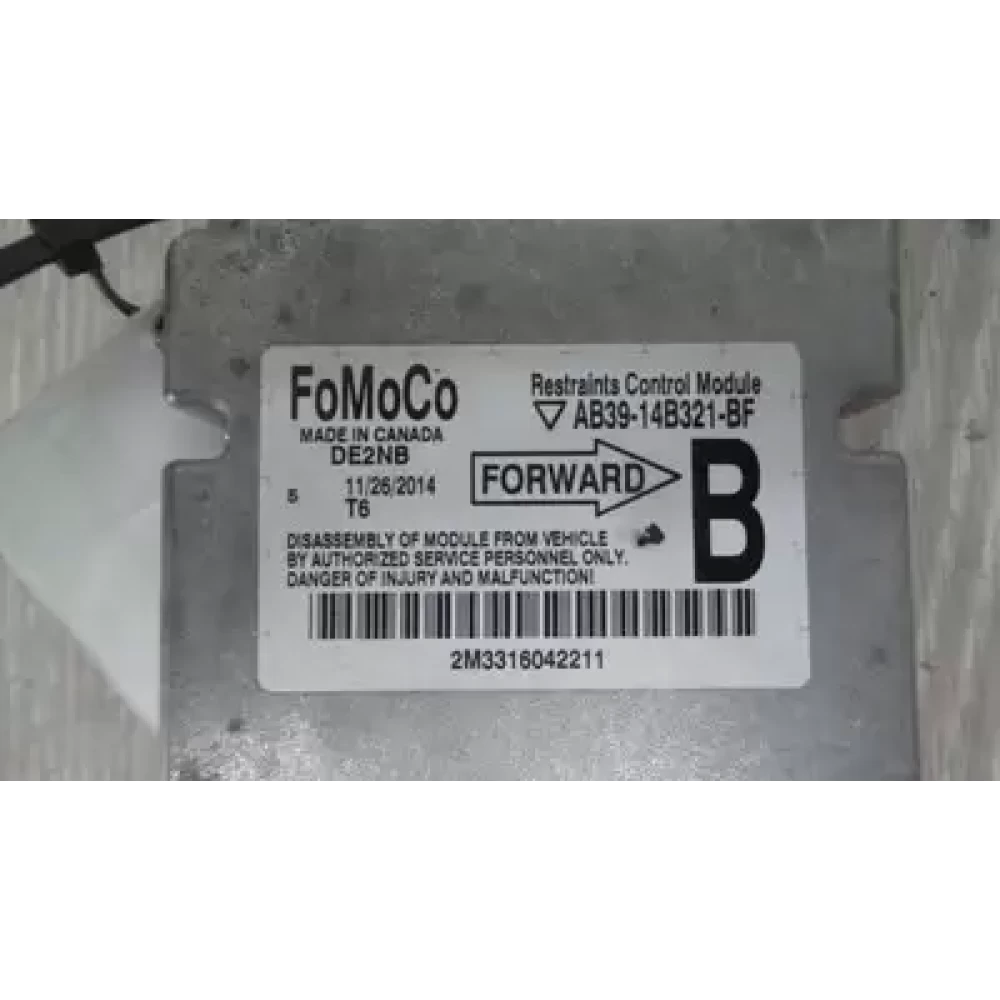 FoMoCo
MADE IN CANADA
DE2NB
5 11/26/2014
T6
Restraints Control Module
AB39-14B321-BF
FORWARD
B
DISASSEMBLY OF MODULE FROM VEHICLE
BY AUTHORIZED SERVICE PERSONNEL ONLY.
DANGER OF INJURY AND MALFUNCTION!
2M3316042211